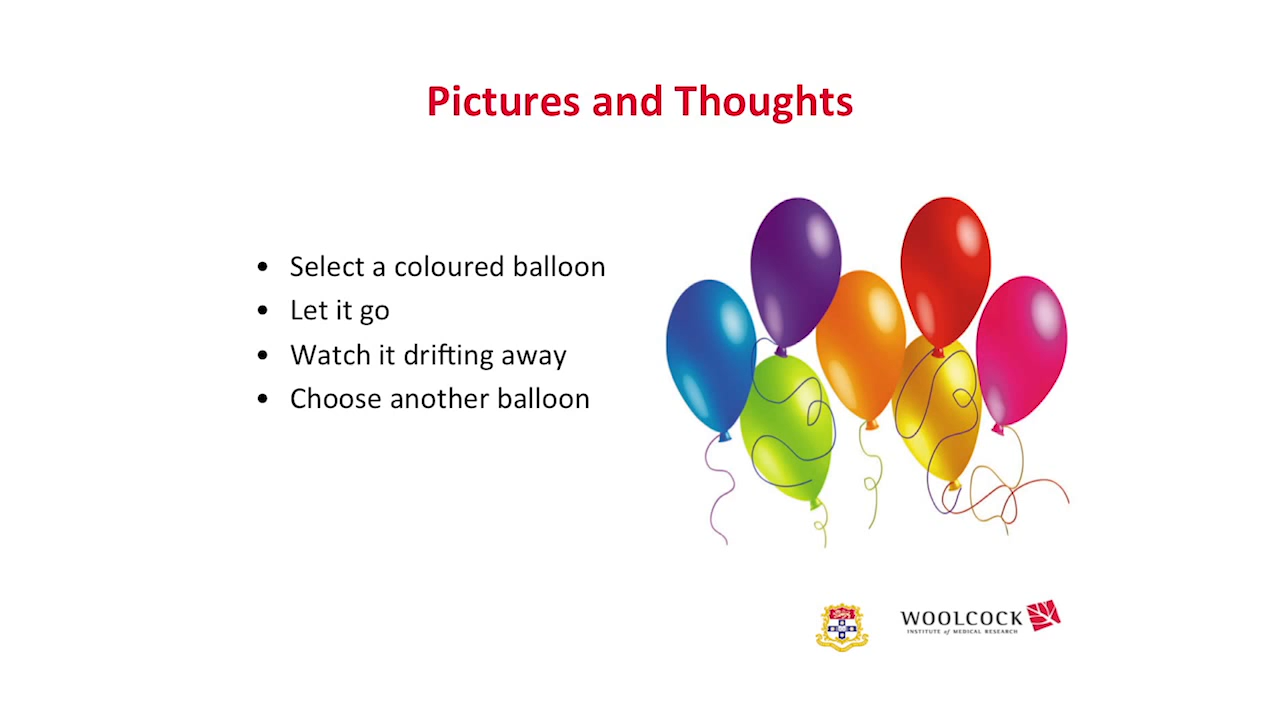 Pictures and Thoughts
• Select a coloured balloon
• Let it go
• Watch it drifting away
• Choose another balloon
WOOLCOCK
INSTITUTE of MEDICAL RESEARCH